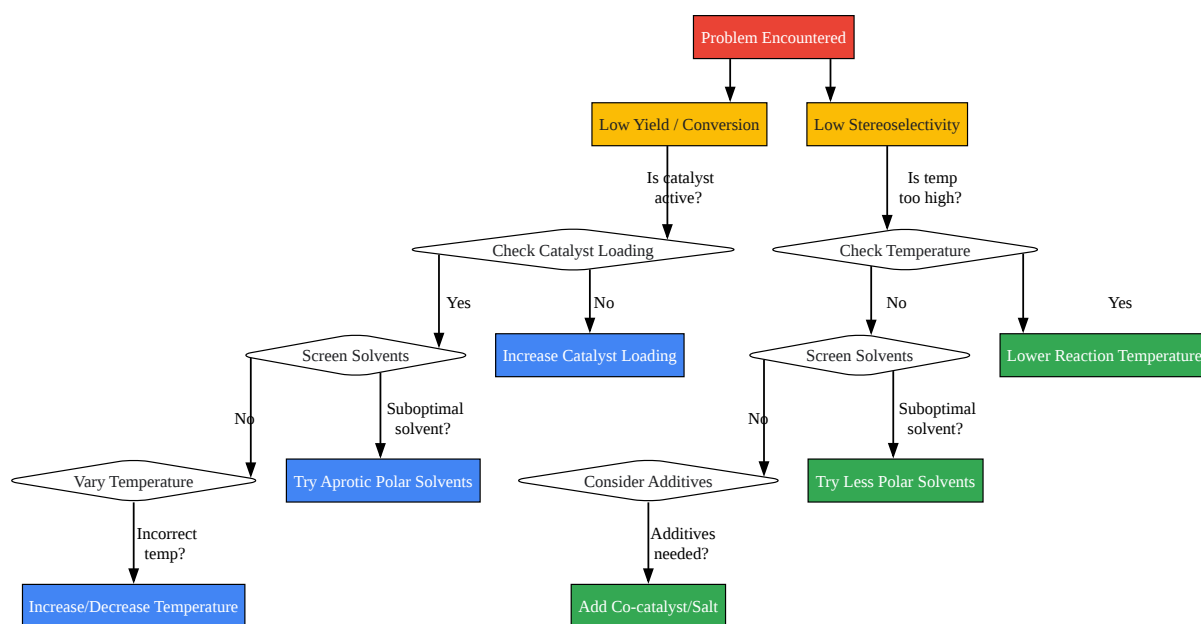 Problem Encountered
Low Yield / Conversion
Low Stereoselectivity
Is catalyst
active?
Is temp
too high?
Check Catalyst Loading
Check Temperature
Yes
No
No
Yes
Screen Solvents
Increase Catalyst Loading
Screen Solvents
Lower Reaction Temperature
No
Suboptimal
solvent?
No
Suboptimal
solvent?
Vary Temperature
Try Aprotic Polar Solvents
Consider Additives
Try Less Polar Solvents
Incorrect
temp?
Additives
needed?
Increase/Decrease Temperature
Add Co-catalyst/Salt